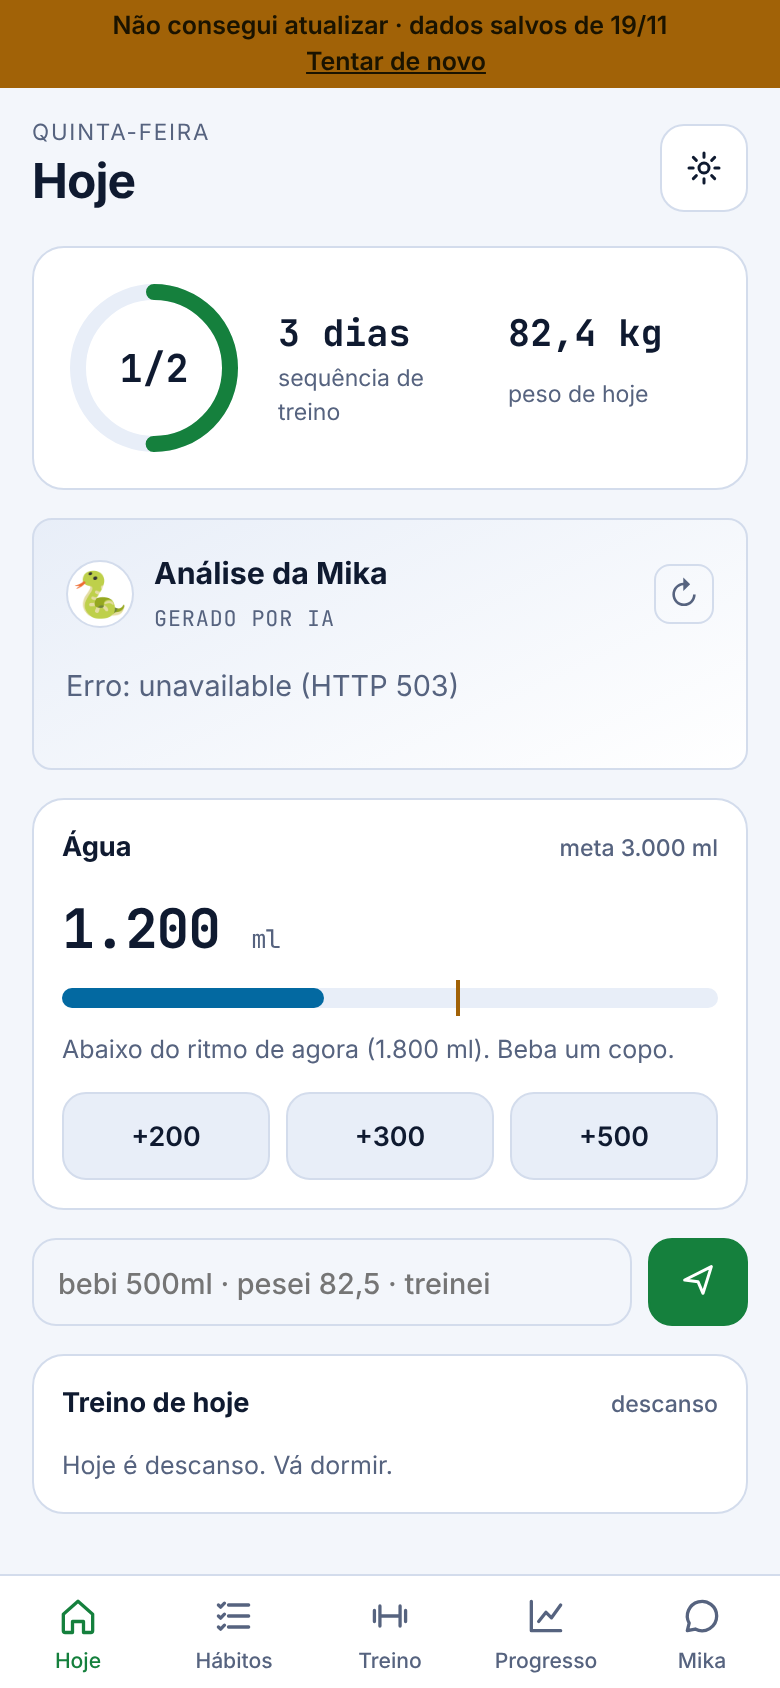 Não consegui atualizar · dados salvos de 19/11
Tentar de novo
QUINTA-FEIRA
Hoje
1/2
3 dias
sequência de
treino
82,4 kg
peso de hoje
Análise da Mika
GERADO POR IA
Erro: unavailable (HTTP 503)
Água
meta 3.000 ml
1.200 ml
Abaixo do ritmo de agora (1.800 ml). Beba um copo.
+200
+300
+500
bebi 500ml · pesei 82,5 · treinei
Treino de hoje
descanso
Hoje é descanso. Vá dormir.
Hoje
Hábitos
Treino
Progresso
Mika